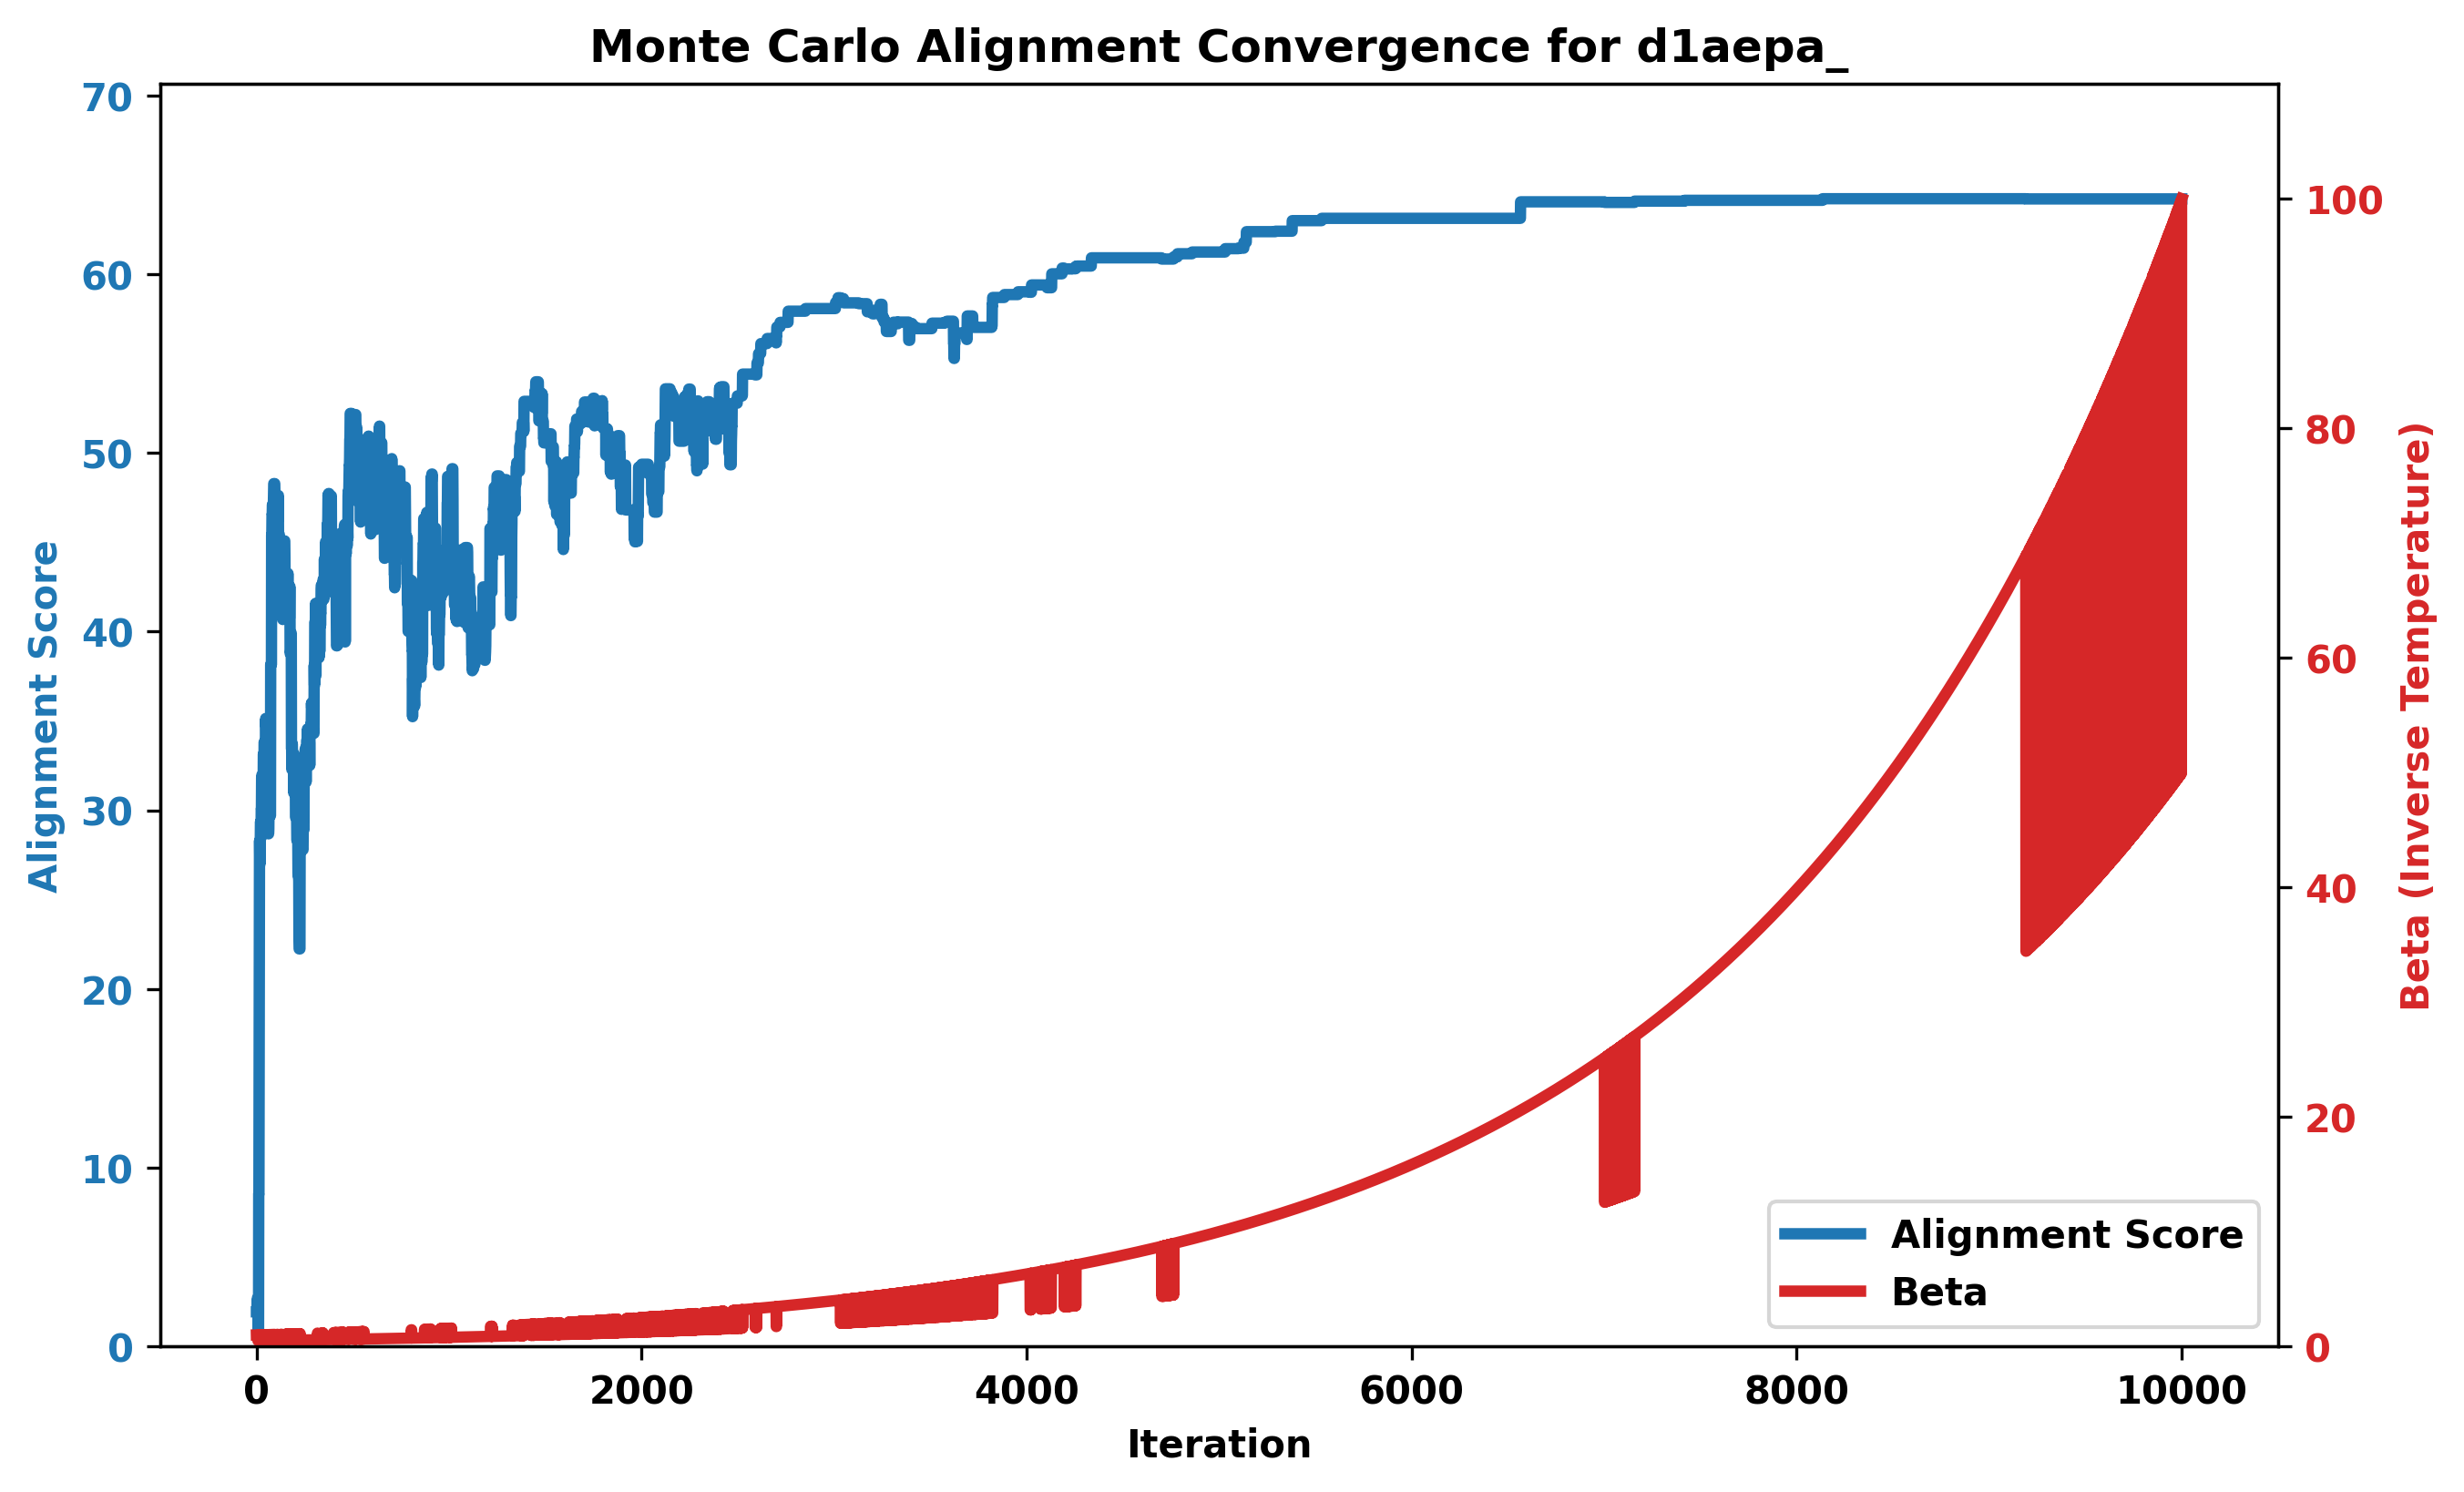 Monte Carlo Alignment Convergence for d1aepa_
70
60
50
40
30
20
10
0
Alignment Score
100
80
60
40
20
0
Beta (Inverse Temperature)
Alignment Score
Beta
0 2000 4000 6000 8000 10000
Iteration